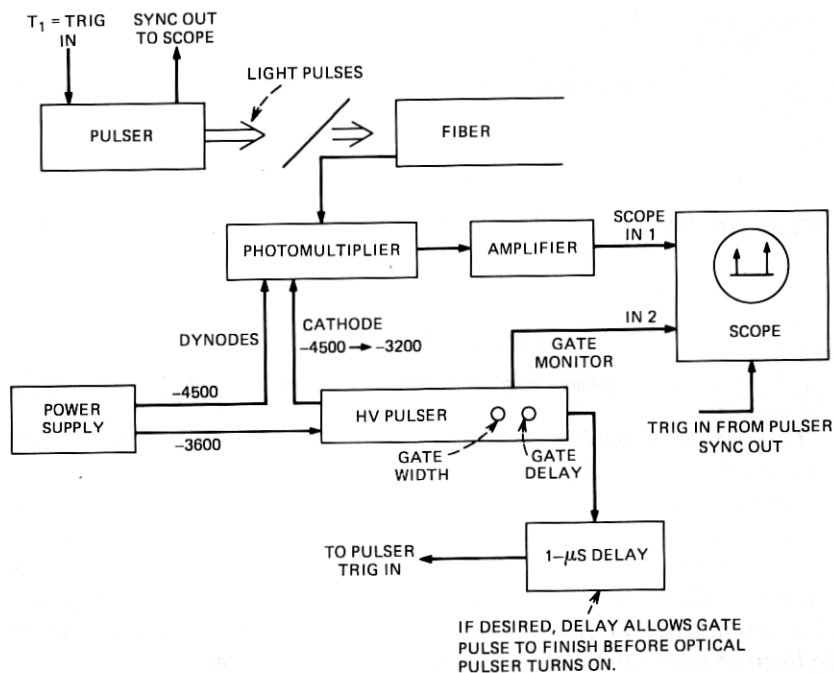 T₁ = TRIG
IN
SYNC OUT
TO SCOPE
LIGHT PULSES
PULSER
FIBER
PHOTOMULTIPLIER
AMPLIFIER
SCOPE
IN 1
DYNODES
CATHODE
−4500 → −3200
IN 2
GATE
MONITOR
SCOPE
POWER
SUPPLY
−4500
−3600
HV PULSER
GATE
WIDTH
GATE
DELAY
TRIG IN FROM PULSER
SYNC OUT
TO PULSER
TRIG IN
1–μS DELAY
IF DESIRED, DELAY ALLOWS GATE
PULSE TO FINISH BEFORE OPTICAL
PULSER TURNS ON.